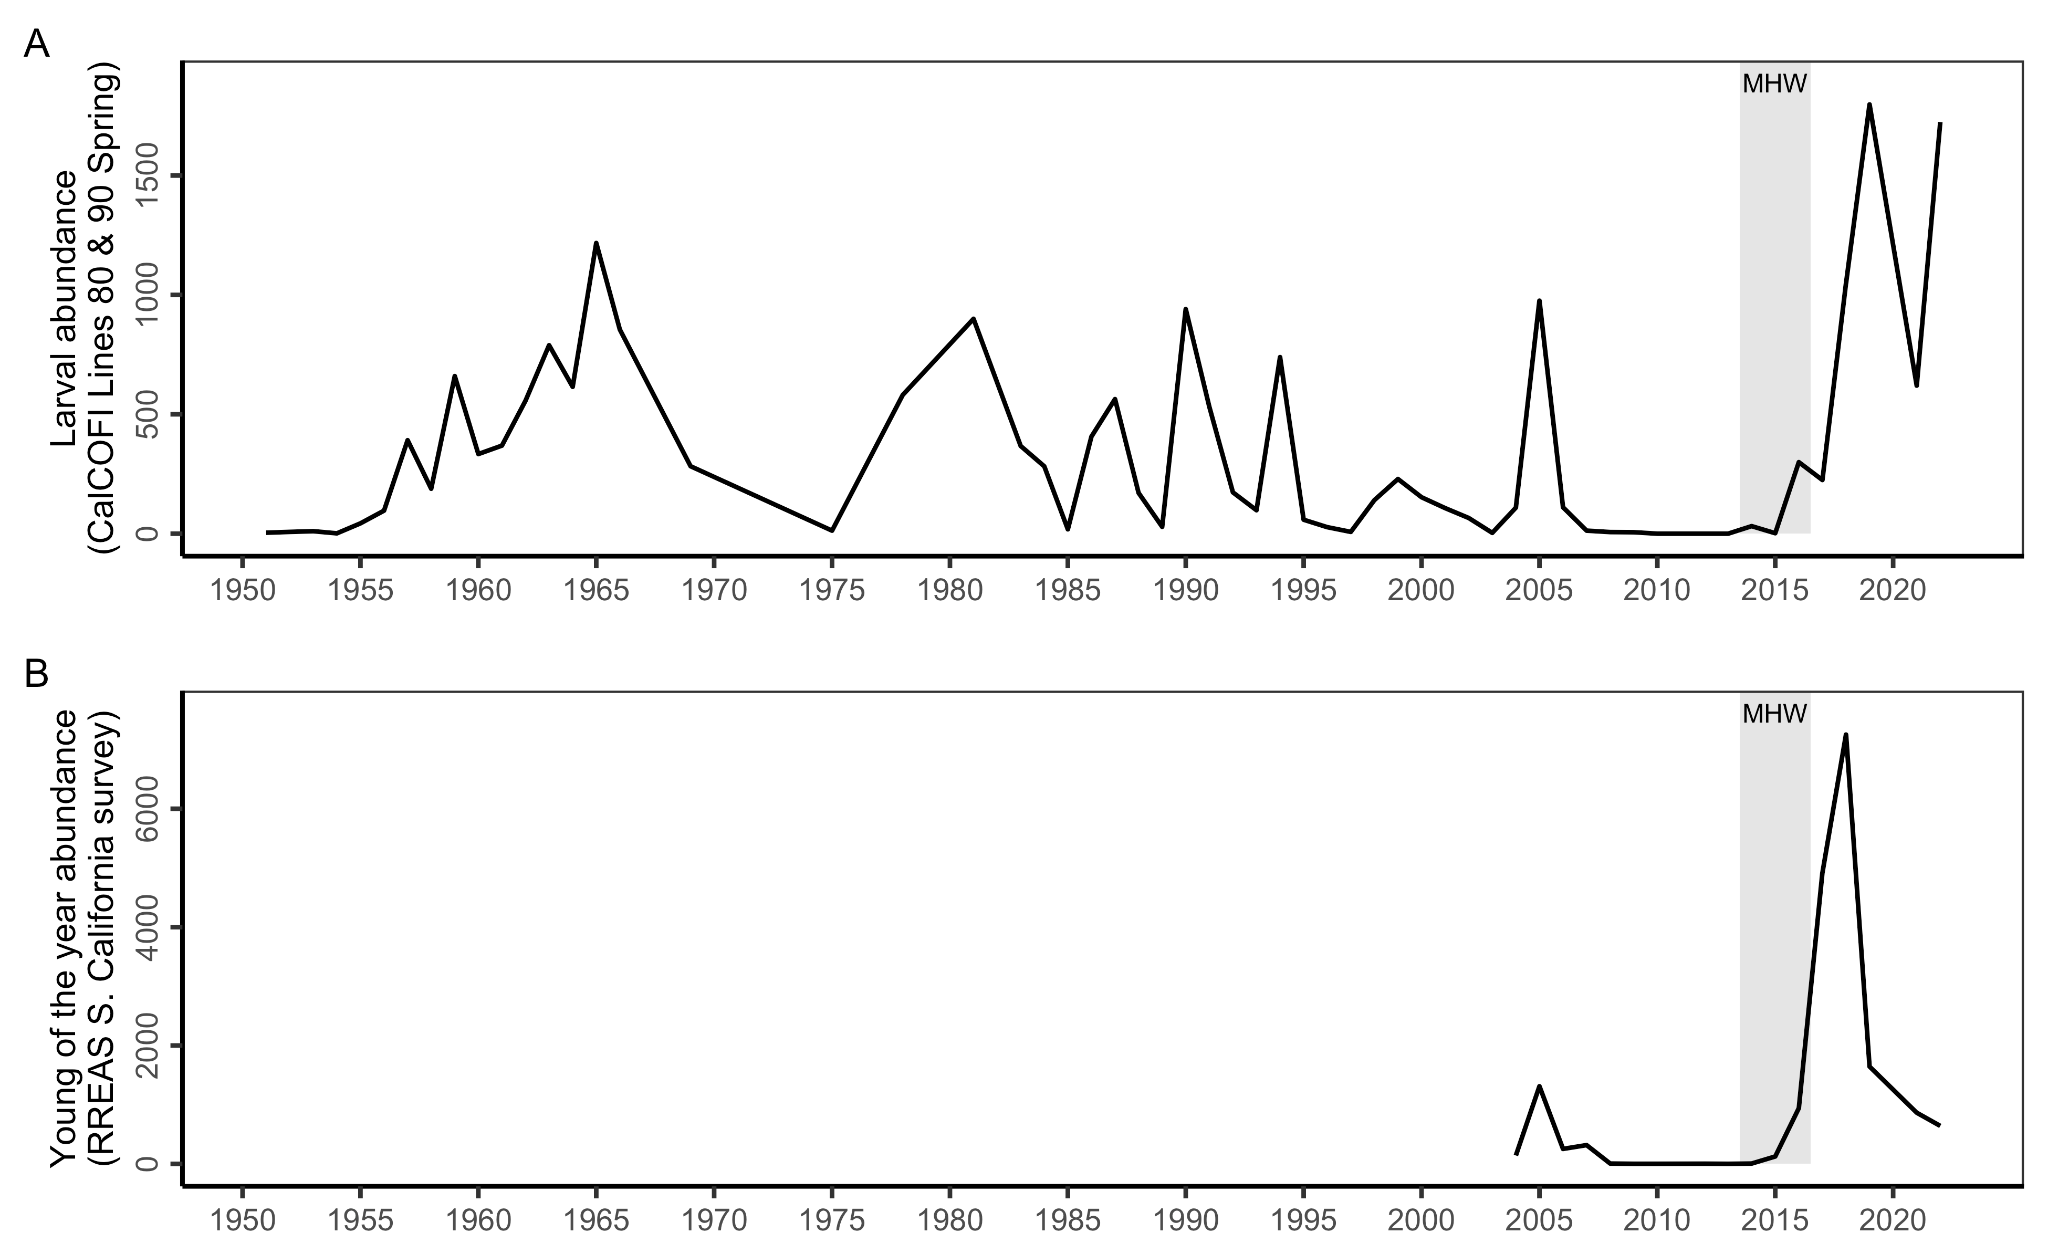 A
Larval abundance
(CalCOFI Lines 80 & 90 Spring)
1500
1000
500
0
MHW
1950 1955 1960 1965 1970 1975 1980 1985 1990 1995 2000 2005 2010 2015 2020
B
Young of the year abundance
(RREAS S. California survey)
6000
4000
2000
0
MHW
1950 1955 1960 1965 1970 1975 1980 1985 1990 1995 2000 2005 2010 2015 2020